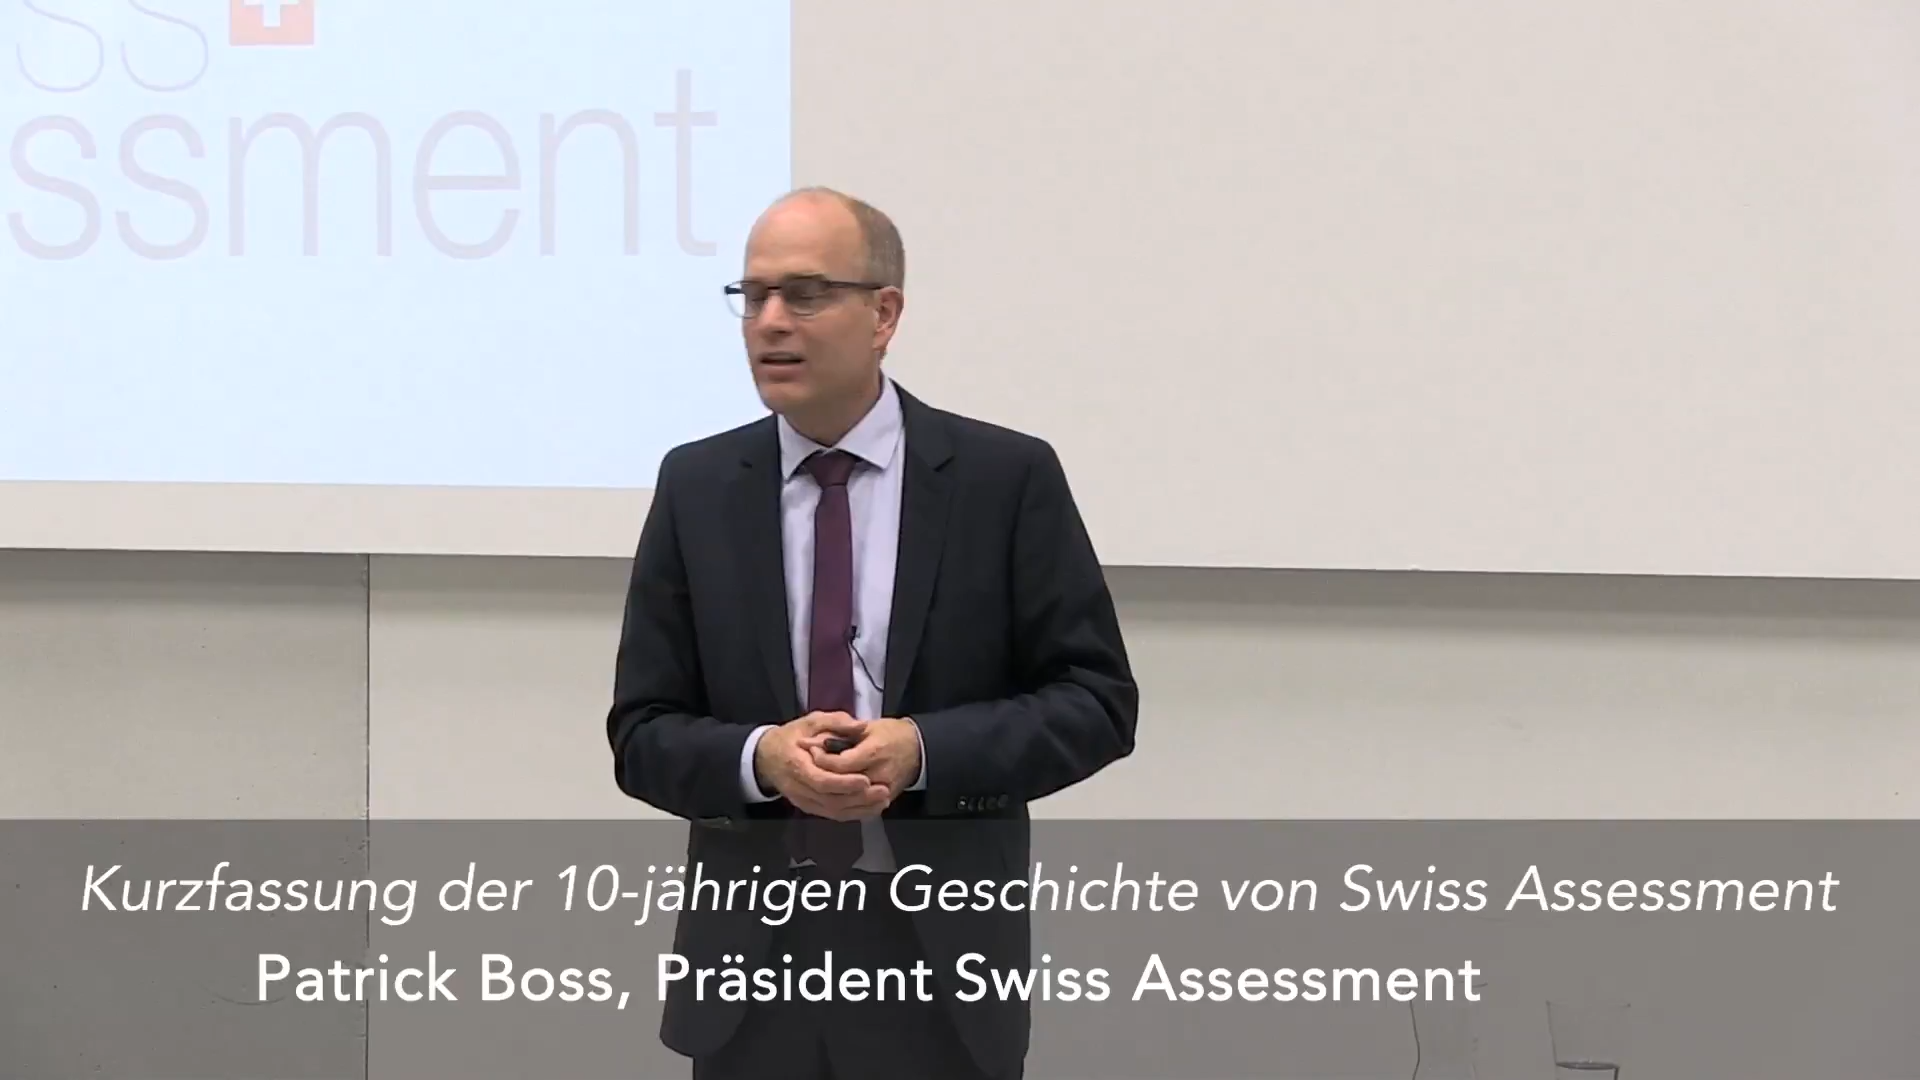 ss
ssment
Kurzfassung der 10-jährigen Geschichte von Swiss Assessment
Patrick Boss, Präsident Swiss Assessment